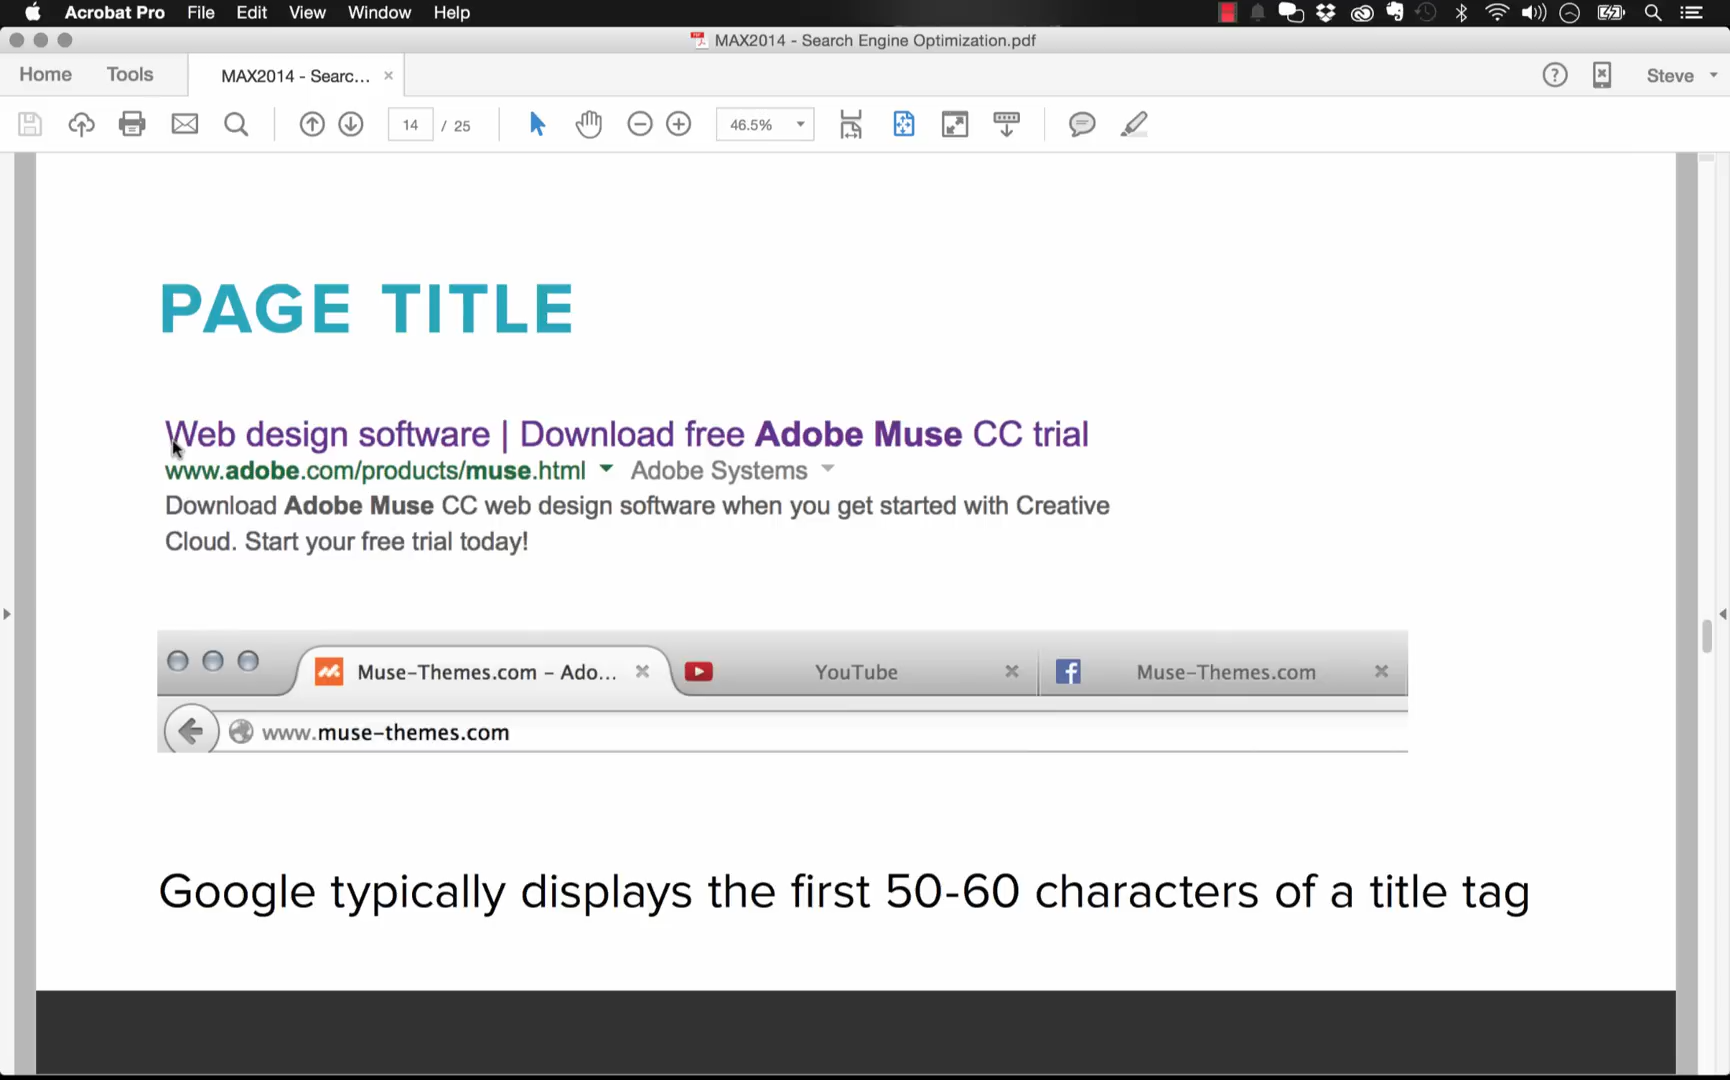 Acrobat Pro File Edit View Window Help
MAX2014 - Search Engine Optimization.pdf
Home Tools MAX2014 - Searc... Steve
14 / 25 46.5%
PAGE TITLE
Web design software | Download free Adobe Muse CC trial
www.adobe.com/products/muse.html Adobe Systems
Download Adobe Muse CC web design software when you get started with Creative
Cloud. Start your free trial today!
Muse-Themes.com – Ado... YouTube Muse-Themes.com
www.muse-themes.com
Google typically displays the first 50-60 characters of a title tag